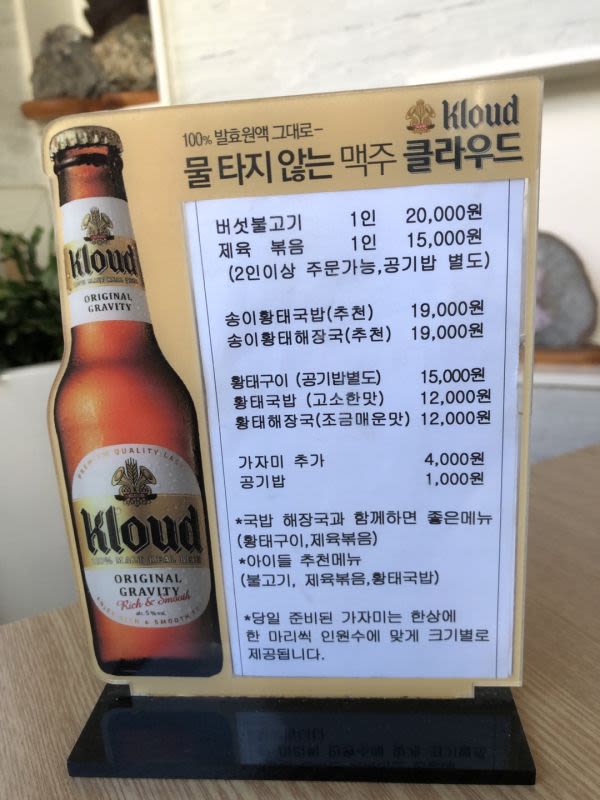 100% 발효원액 그대로-
Kloud
물 타지 않는 맥주 클라우드
버섯불고기 1인 20,000원
제육 볶음 1인 15,000원
(2인이상 주문가능,공기밥 별도)
송이황태국밥(추천) 19,000원
송이황태해장국(추천) 19,000원
황태구이 (공기밥별도) 15,000원
황태국밥 (고소한맛) 12,000원
황태해장국(조금매운맛) 12,000원
가자미 추가 4,000원
공기밥 1,000원
*국밥 해장국과 함께하면 좋은메뉴
(황태구이,제육볶음)
*아이들 추천메뉴
(불고기, 제육볶음,황태국밥)
*당일 준비된 가자미는 한상에
한 마리씩 인원수에 맞게 크기별로
제공됩니다.
Kloud
ORIGINAL
GRAVITY
PREMIUM QUALITY LAGER
Kloud
100% MALT REAL BEER
ORIGINAL
GRAVITY
Rich & Smooth
alc. 5% vol.